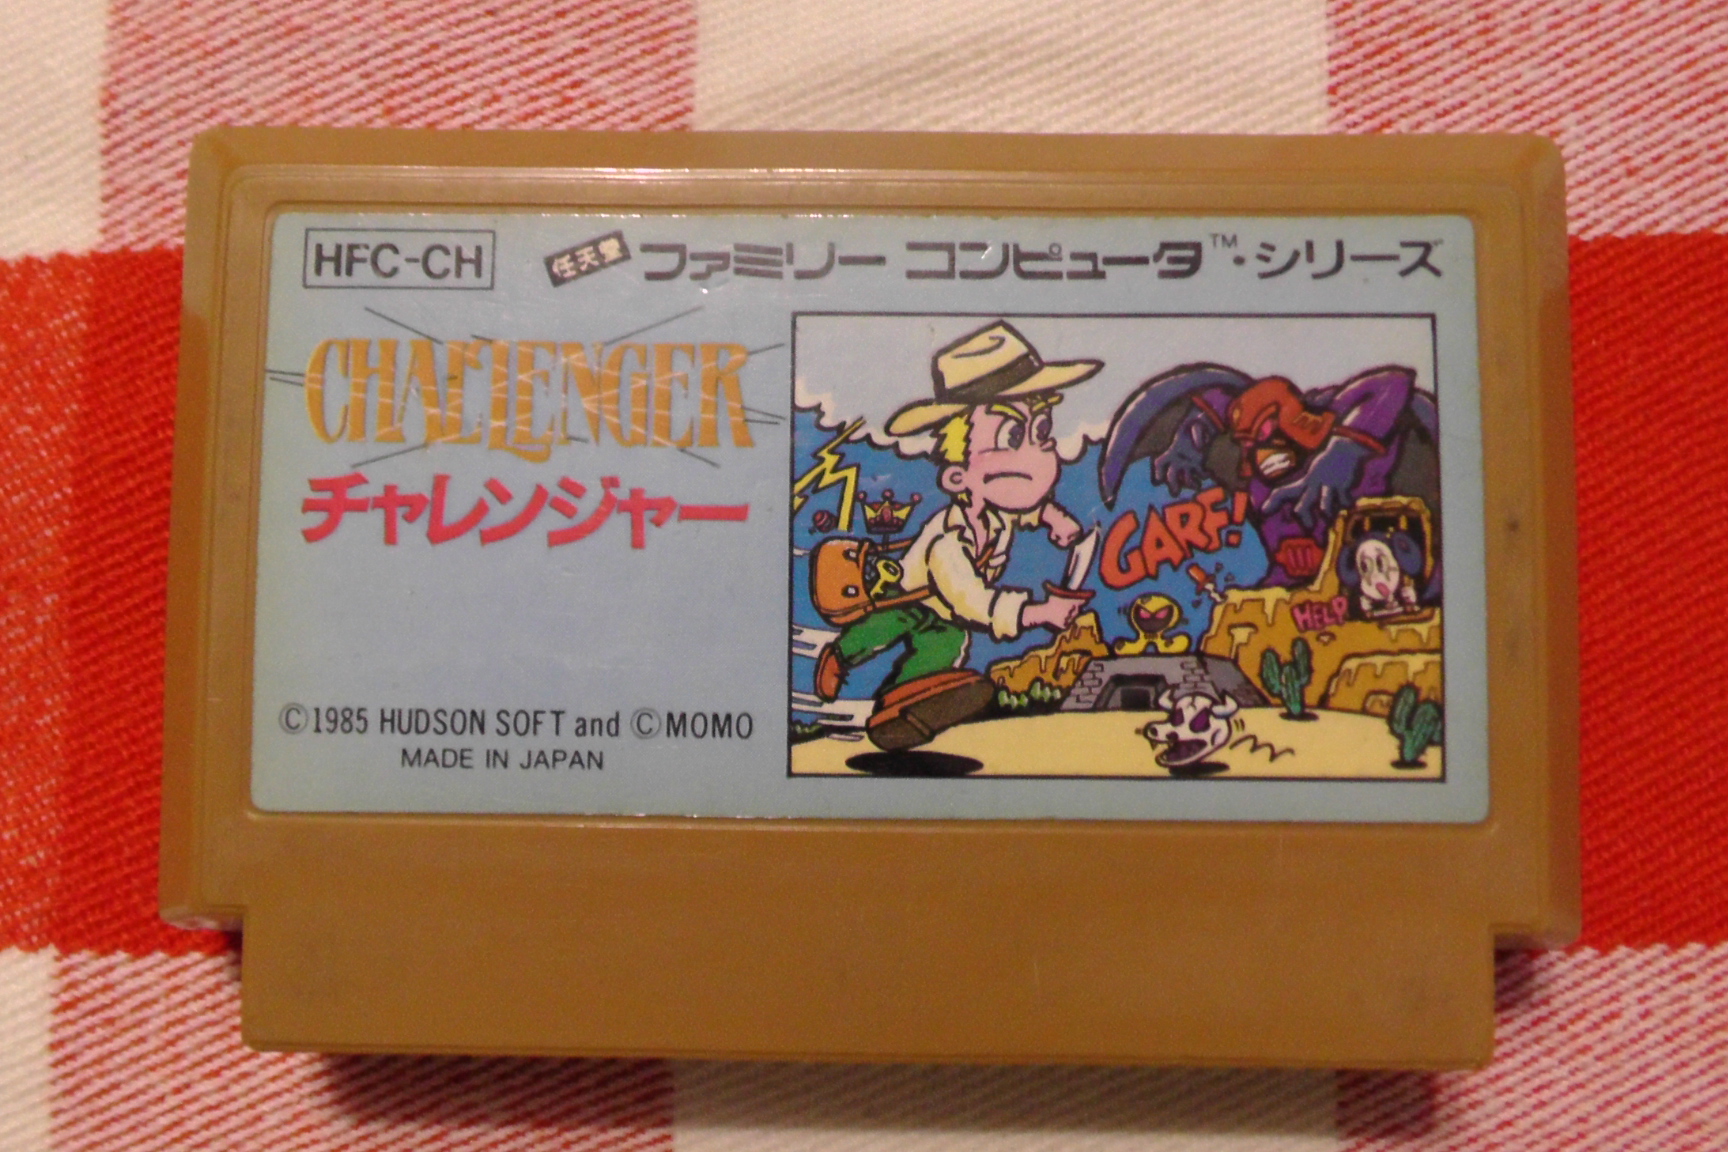 HFC-CH
任天堂 ファミリー コンピュータ™・シリーズ
CHALLENGER
チャレンジャー
GARF!
HELP
©1985 HUDSON SOFT and ©MOMO
MADE IN JAPAN